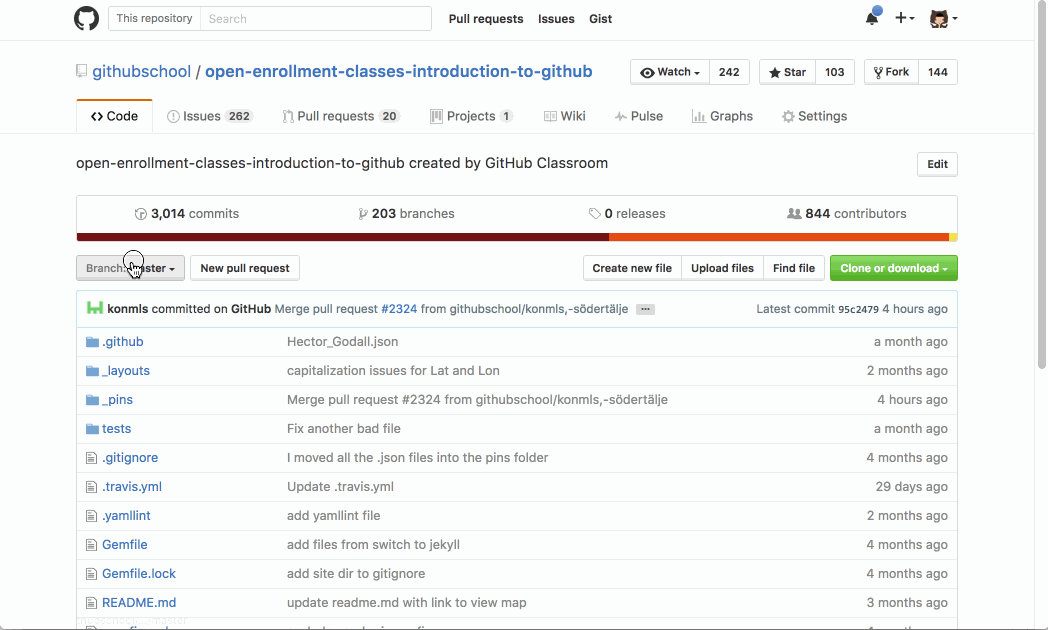 This repository Search Pull requests Issues Gist
githubschool / open-enrollment-classes-introduction-to-github Watch 242 Star 103 Fork 144
Code Issues 262 Pull requests 20 Projects 1 Wiki Pulse Graphs Settings
open-enrollment-classes-introduction-to-github created by GitHub Classroom Edit
3,014 commits 203 branches 0 releases 844 contributors
Branch: master New pull request Create new file Upload files Find file Clone or download
konmls committed on GitHub Merge pull request #2324 from githubschool/konmls,-södertälje ... Latest commit 95c2479 4 hours ago
.github Hector_Godall.json a month ago
_layouts capitalization issues for Lat and Lon 2 months ago
_pins Merge pull request #2324 from githubschool/konmls,-södertälje 4 hours ago
tests Fix another bad file a month ago
.gitignore I moved all the .json files into the pins folder 4 months ago
.travis.yml Update .travis.yml 29 days ago
.yamllint add yamllint file 2 months ago
Gemfile add files from switch to jekyll 4 months ago
Gemfile.lock add site dir to gitignore 4 months ago
README.md update readme.md with link to view map 3 months ago